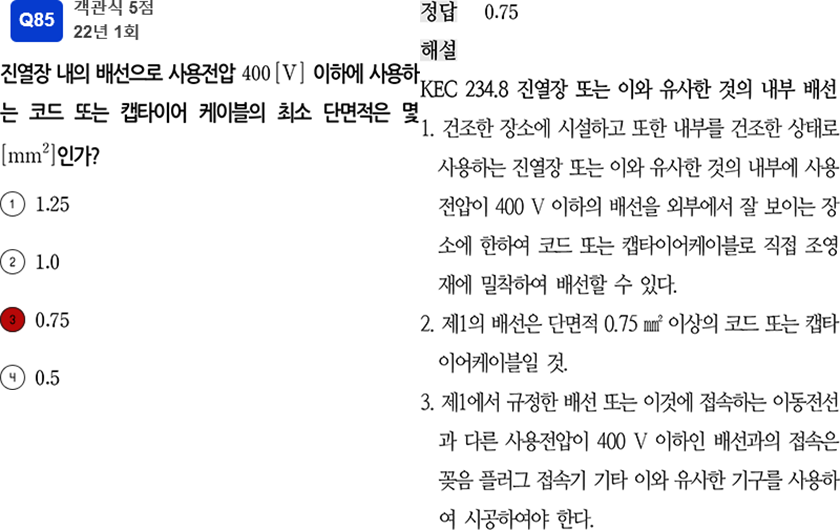 Q85
객관식 5점
22년 1회
진열장 내의 배선으로 사용전압 400[V] 이하에 사용하
는 코드 또는 캡타이어 케이블의 최소 단면적은 몇
[mm²]인가?
① 1.25
② 1.0
③ 0.75
④ 0.5
정답 0.75
해설
KEC 234.8 진열장 또는 이와 유사한 것의 내부 배선
1. 건조한 장소에 시설하고 또한 내부를 건조한 상태로
사용하는 진열장 또는 이와 유사한 것의 내부에 사용
전압이 400 V 이하의 배선을 외부에서 잘 보이는 장
소에 한하여 코드 또는 캡타이어케이블로 직접 조영
재에 밀착하여 배선할 수 있다.
2. 제1의 배선은 단면적 0.75 ㎟ 이상의 코드 또는 캡타
이어케이블일 것.
3. 제1에서 규정한 배선 또는 이것에 접속하는 이동전선
과 다른 사용전압이 400 V 이하인 배선과의 접속은
꽂음 플러그 접속기 기타 이와 유사한 기구를 사용하
여 시공하여야 한다.